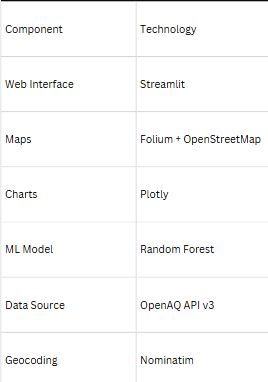 Component Technology
Web Interface Streamlit
Maps Folium + OpenStreetMap
Charts Plotly
ML Model Random Forest
Data Source OpenAQ API v3
Geocoding Nominatim